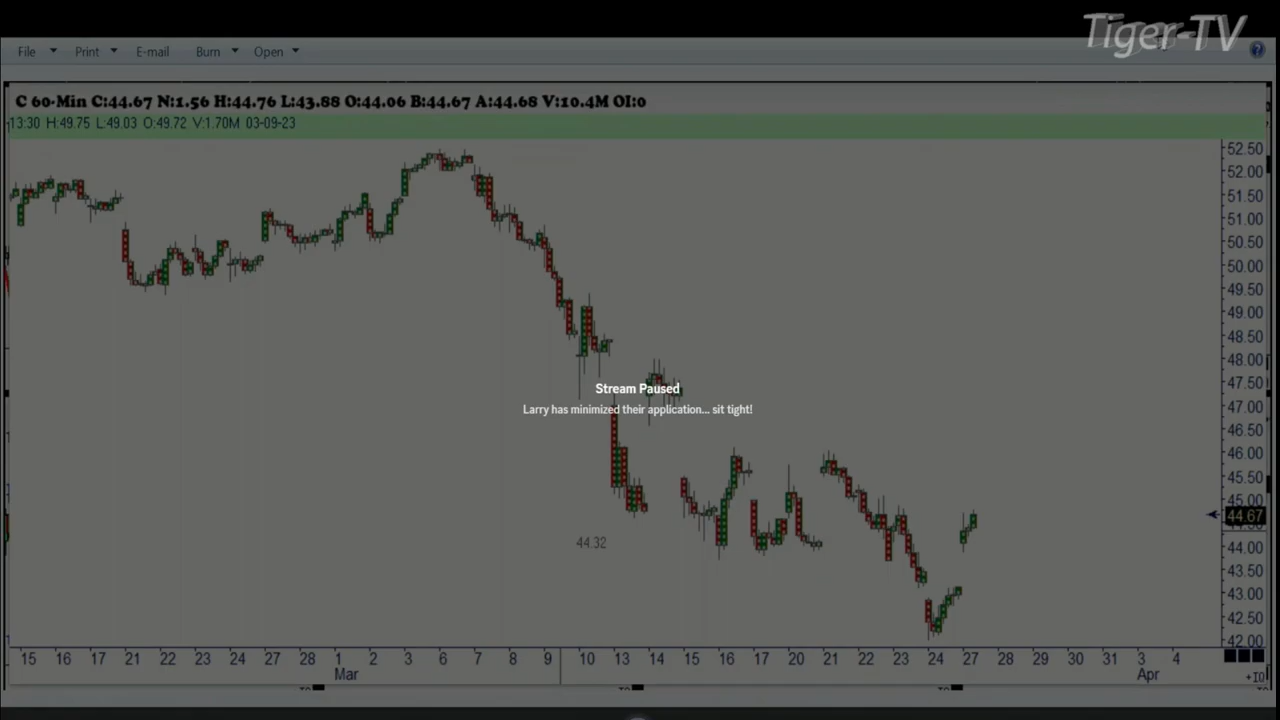 Tiger-TV
File Print E-mail Burn Open ?
C 60-Min C:44.67 N:1.56 H:44.76 L:43.88 O:44.06 B:44.67 A:44.68 V:10.4M OI:0
13:30 H:49.75 L:49.03 O:49.72 V:1.70M 03-09-23
52.50
52.00
51.50
51.00
50.50
50.00
49.50
49.00
48.50
48.00
47.50
47.00
46.50
46.00
45.50
45.00
44.67
44.00
43.50
43.00
42.50
42.00
Stream Paused
Larry has minimized their application... sit tight!
44.32
15 16 17 21 22 23 24 27 28 1 2 3 6 7 8 9 10 13 14 15 16 17 20 21 22 23 24 27 28 29 30 31 3 4
Mar Apr